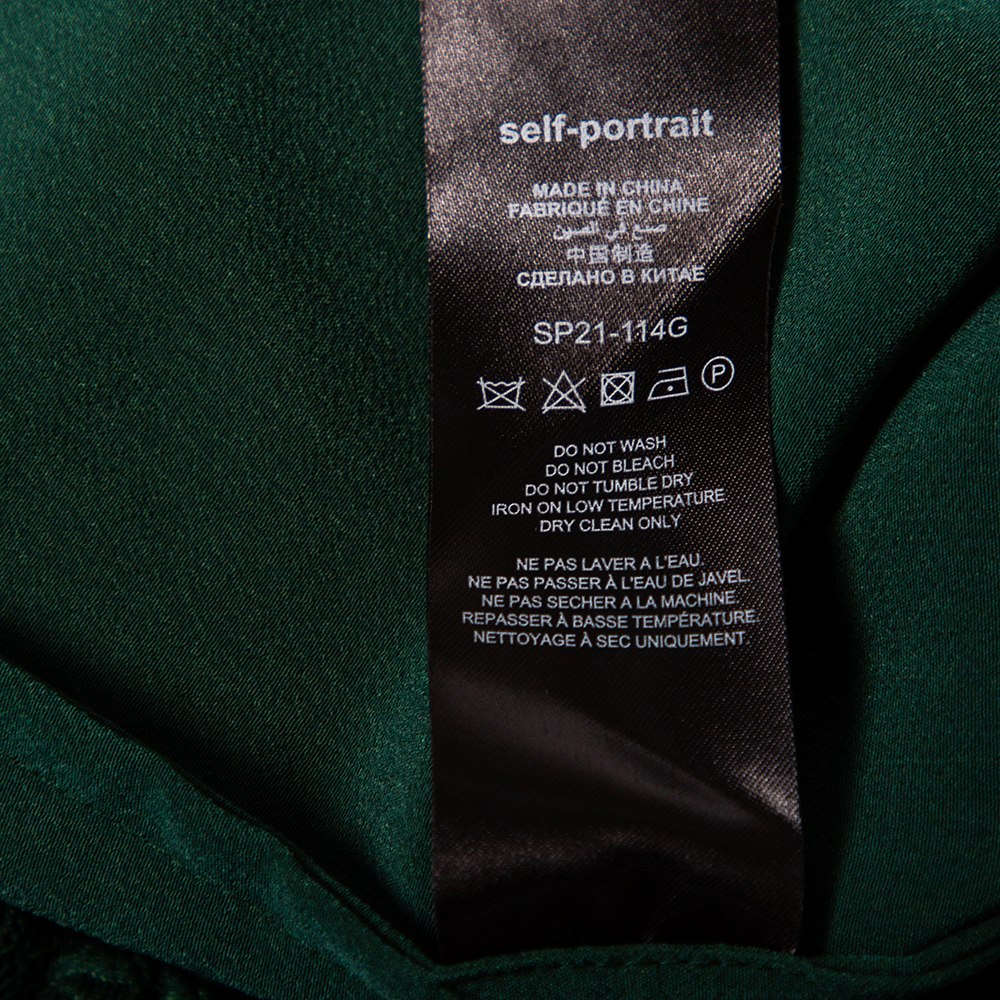 self-portrait
MADE IN CHINA
FABRIQUÉ EN CHINE
صنع في الصين
中国制造
СДЕЛАНО В КИТАЕ
SP21-114G
P
DO NOT WASH
DO NOT BLEACH
DO NOT TUMBLE DRY
IRON ON LOW TEMPERATURE
DRY CLEAN ONLY
NE PAS LAVER A L'EAU.
NE PAS PASSER À L'EAU DE JAVEL.
NE PAS SECHER A LA MACHINE
REPASSER À BASSE TEMPÉRATURE.
NETTOYAGE À SEC UNIQUEMENT.